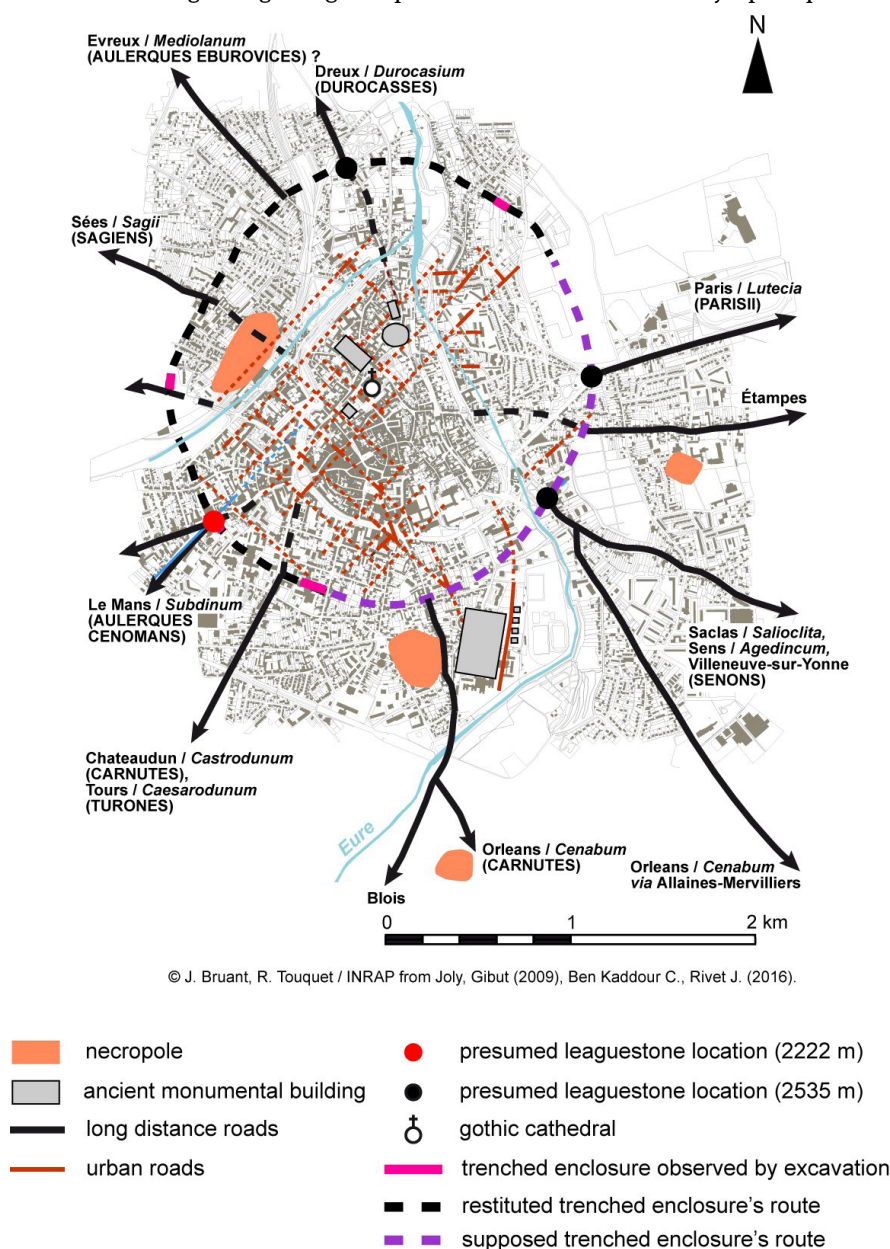 N
Evreux / Mediolanum
(AULERQUES EBUROVICES) ?
Dreux / Durocasium
(DUROCASSES)
Sées / Sagii
(SAGIENS)
Paris / Lutecia
(PARISII)
Étampes
Le Mans / Subdinum
(AULERQUES
CENOMANS)
Saclas / Salioclita,
Sens / Agedincum,
Villeneuve-sur-Yonne
(SENONS)
Chateaudun / Castrodunum
(CARNUTES),
Tours / Caesarodunum
(TURONES)
Eure
Orleans / Cenabum
(CARNUTES)
Orleans / Cenabum
via Allaines-Mervilliers
Blois
0 1 2 km
© J. Bruant, R. Touquet / INRAP from Joly, Gibut (2009), Ben Kaddour C., Rivet J. (2016).
necropole
ancient monumental building
long distance roads
urban roads
presumed leaguestone location (2222 m)
presumed leaguestone location (2535 m)
gothic cathedral
trenched enclosure observed by excavation
restituted trenched enclosure's route
supposed trenched enclosure's route